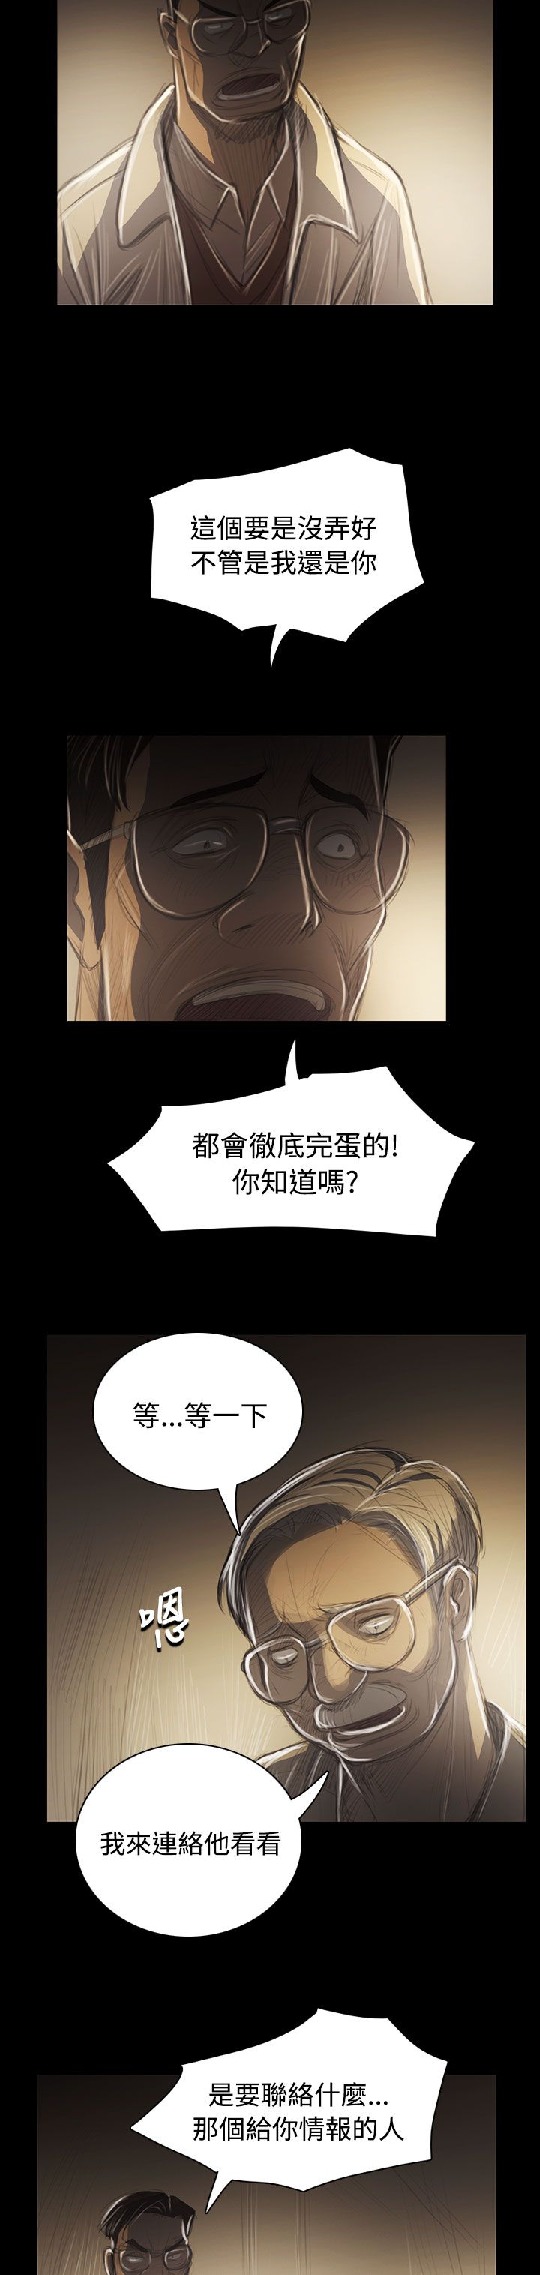 這個要是沒弄好
不管是我還是你
都會徹底完蛋的!
你知道嗎?
等...等一下
嗯
我來連絡他看看
是要聯絡什麼...
那個給你情報的人